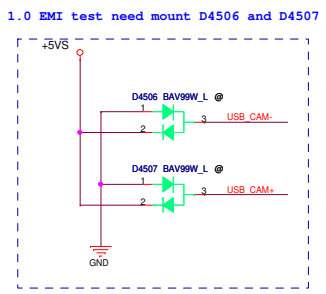 1.0 EMI test need mount D4506 and D4507
+5VS
D4506 BAV99W_L @
1
3 USB_CAM-
2
D4507 BAV99W_L @
1
3 USB_CAM+
2
GND